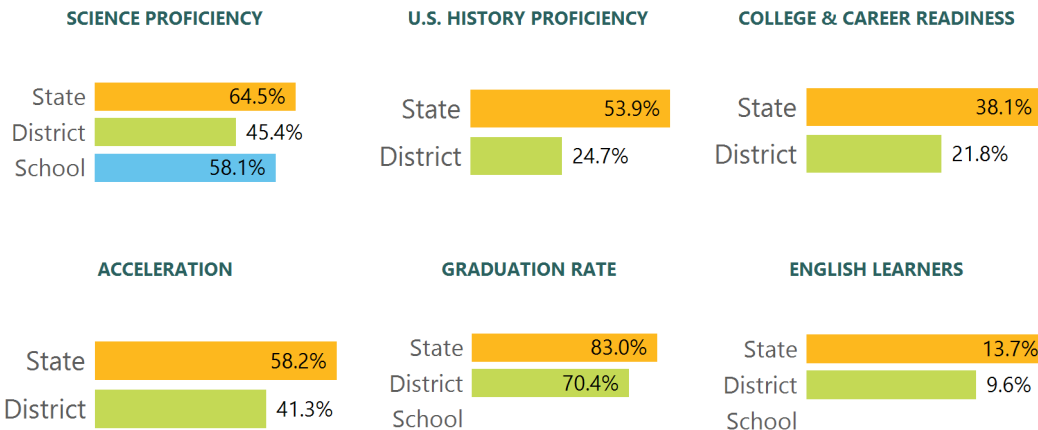 SCIENCE PROFICIENCY
State 64.5%
District 45.4%
School 58.1%
U.S. HISTORY PROFICIENCY
State 53.9%
District 24.7%
COLLEGE & CAREER READINESS
State 38.1%
District 21.8%
ACCELERATION
State 58.2%
District 41.3%
GRADUATION RATE
State 83.0%
District 70.4%
School
ENGLISH LEARNERS
State 13.7%
District 9.6%
School